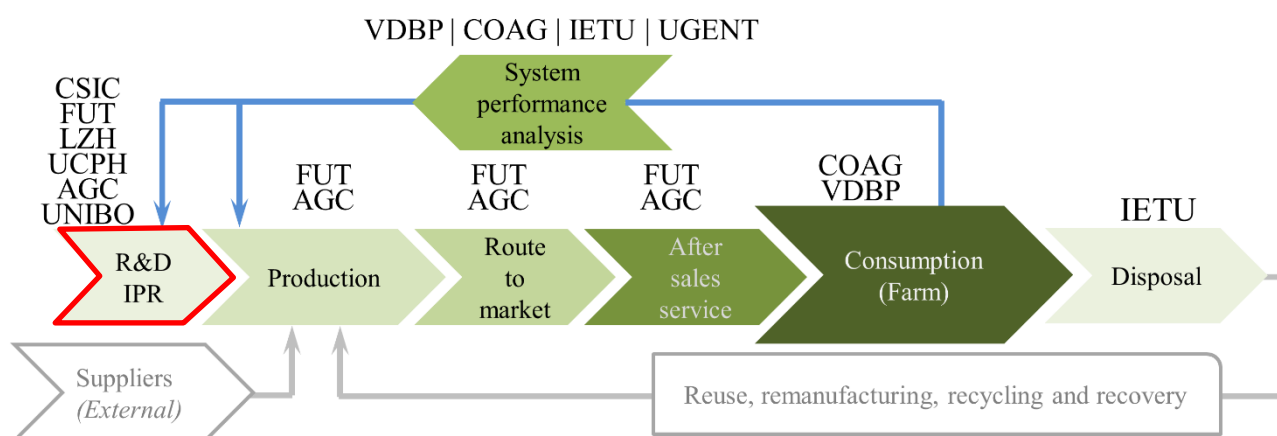 VDBP | COAG | IETU | UGENT
System
performance
analysis
CSIC
FUT
LZH
UCPH
AGC
UNIBO
FUT
AGC
FUT
AGC
FUT
AGC
COAG
VDBP
IETU
R&D
IPR
Production
Route
to
market
After
sales
service
Consumption
(Farm)
Disposal
Suppliers
(External)
Reuse, remanufacturing, recycling and recovery